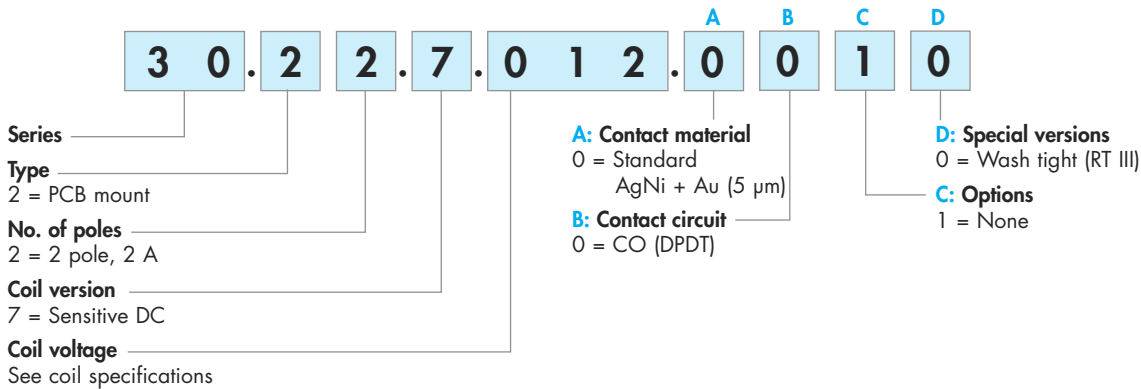 A B C D
3 0 . 2 2 . 7 . 0 1 2 . 0 0 1 0
Series
Type
2 = PCB mount
No. of poles
2 = 2 pole, 2 A
Coil version
7 = Sensitive DC
Coil voltage
See coil specifications
A: Contact material
0 = Standard
AgNi + Au (5 μm)
B: Contact circuit
0 = CO (DPDT)
D: Special versions
0 = Wash tight (RT III)
C: Options
1 = None